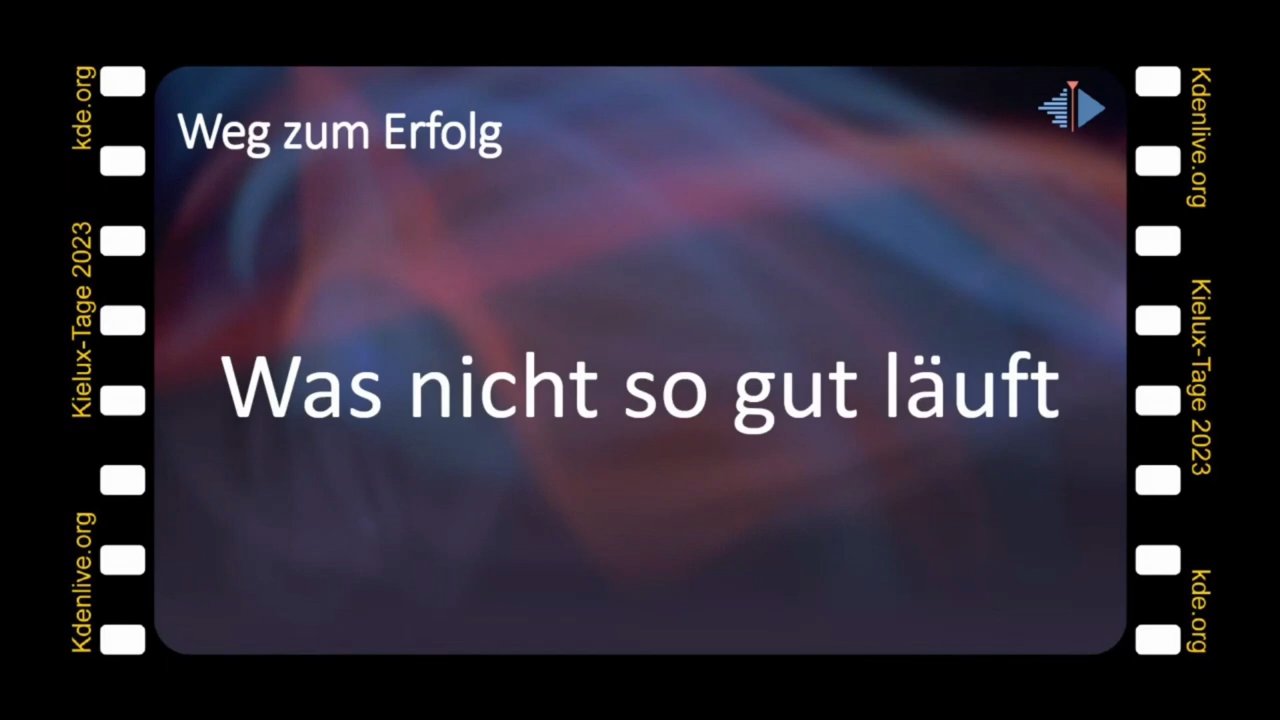 Weg zum Erfolg
Was nicht so gut läuft
kde.org
Kielux-Tage 2023
Kdenlive.org
Kdenlive.org
Kielux-Tage 2023
kde.org